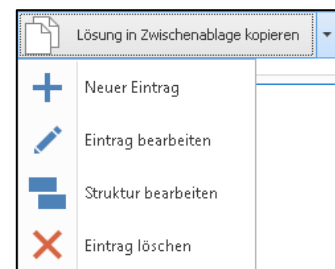 Lösung in Zwischenablage kopieren
Neuer Eintrag
Eintrag bearbeiten
Struktur bearbeiten
Eintrag löschen